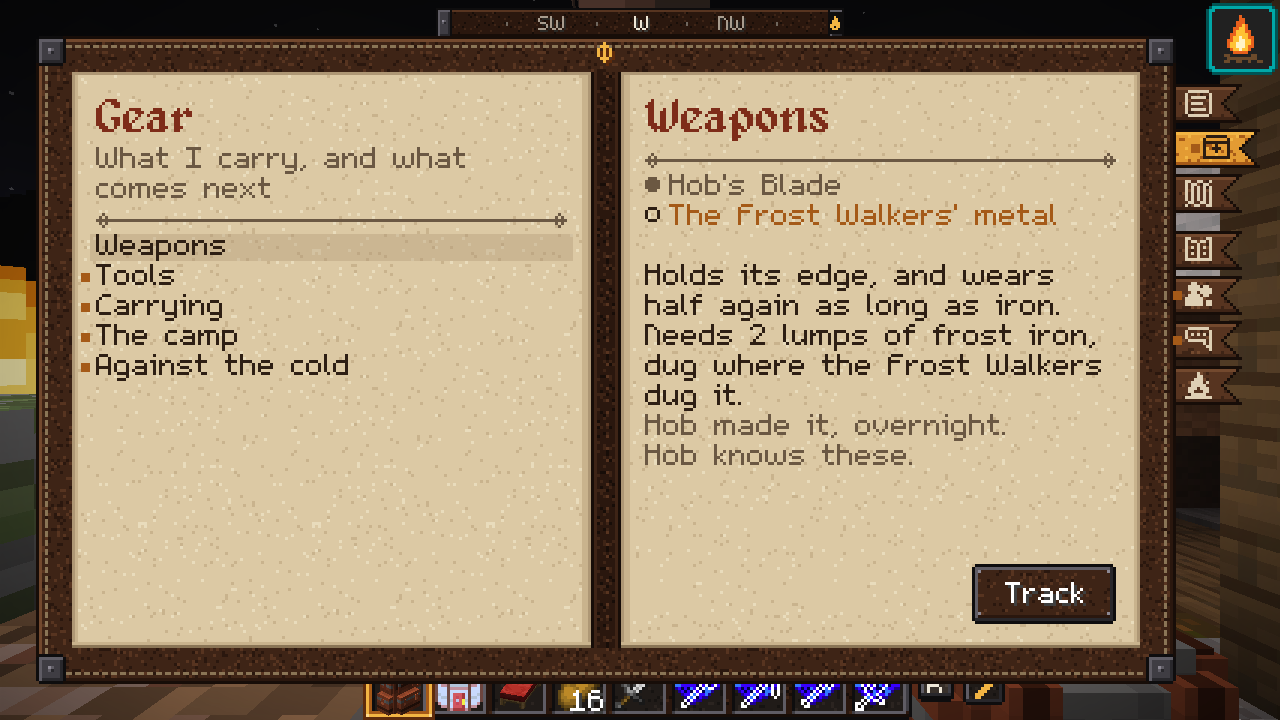 SW W NW
Gear
What I carry, and what
comes next
Weapons
Tools
Carrying
The camp
Against the cold
Weapons
Hob's Blade
The Frost Walkers' metal
Holds its edge, and wears
half again as long as iron.
Needs 2 lumps of frost iron,
dug where the Frost Walkers
dug it.
Hob made it, overnight.
Hob knows these.
Track
16